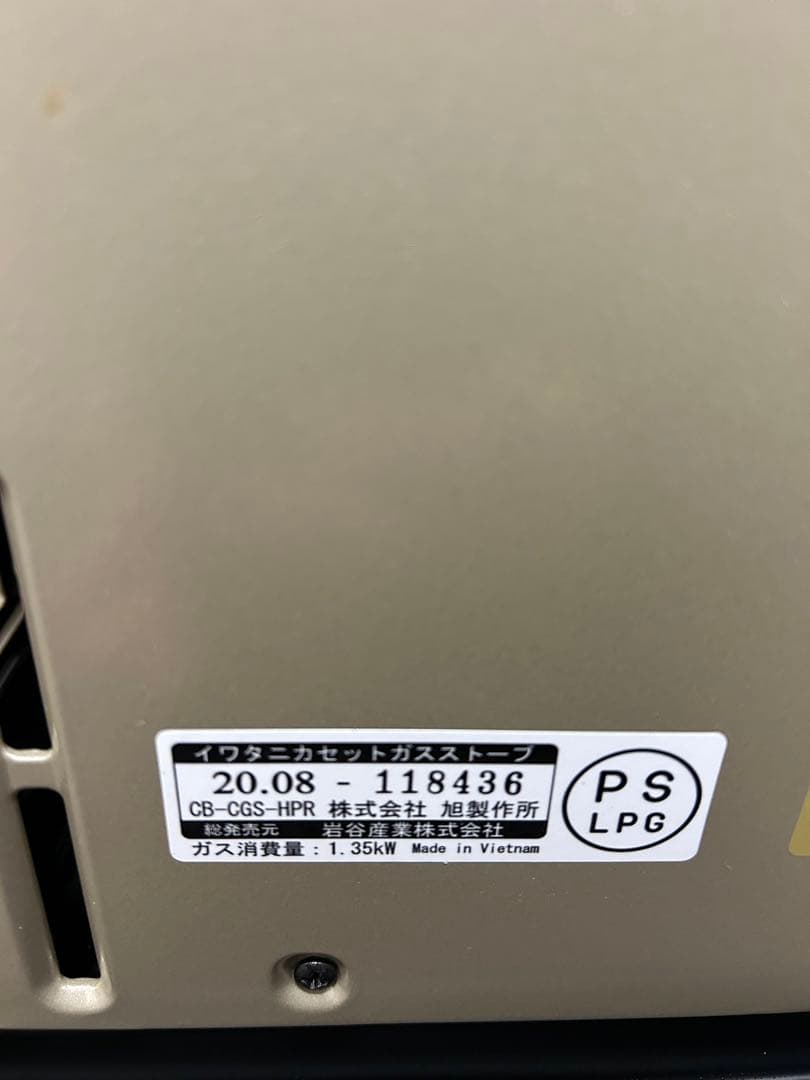 イワタニカセットガスストーブ
20.08 - 118436
CB-CGS-HPR 株式会社 旭製作所
総発売元 岩谷産業株式会社
ガス消費量：1.35kW Made in Vietnam
PS
LPG